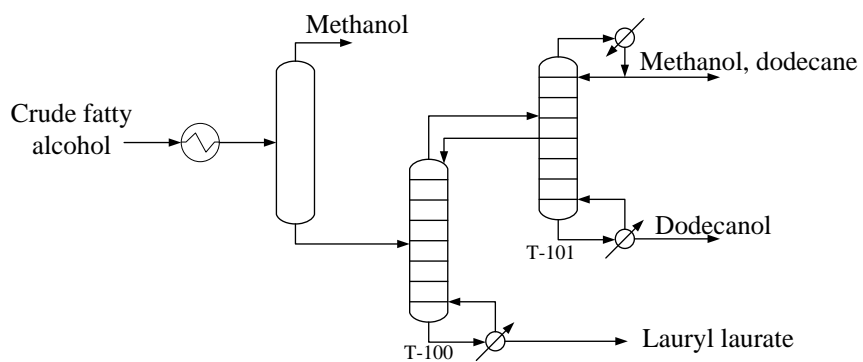 Methanol
Methanol, dodecane
Crude fatty
alcohol
Dodecanol
T-101
T-100
Lauryl laurate